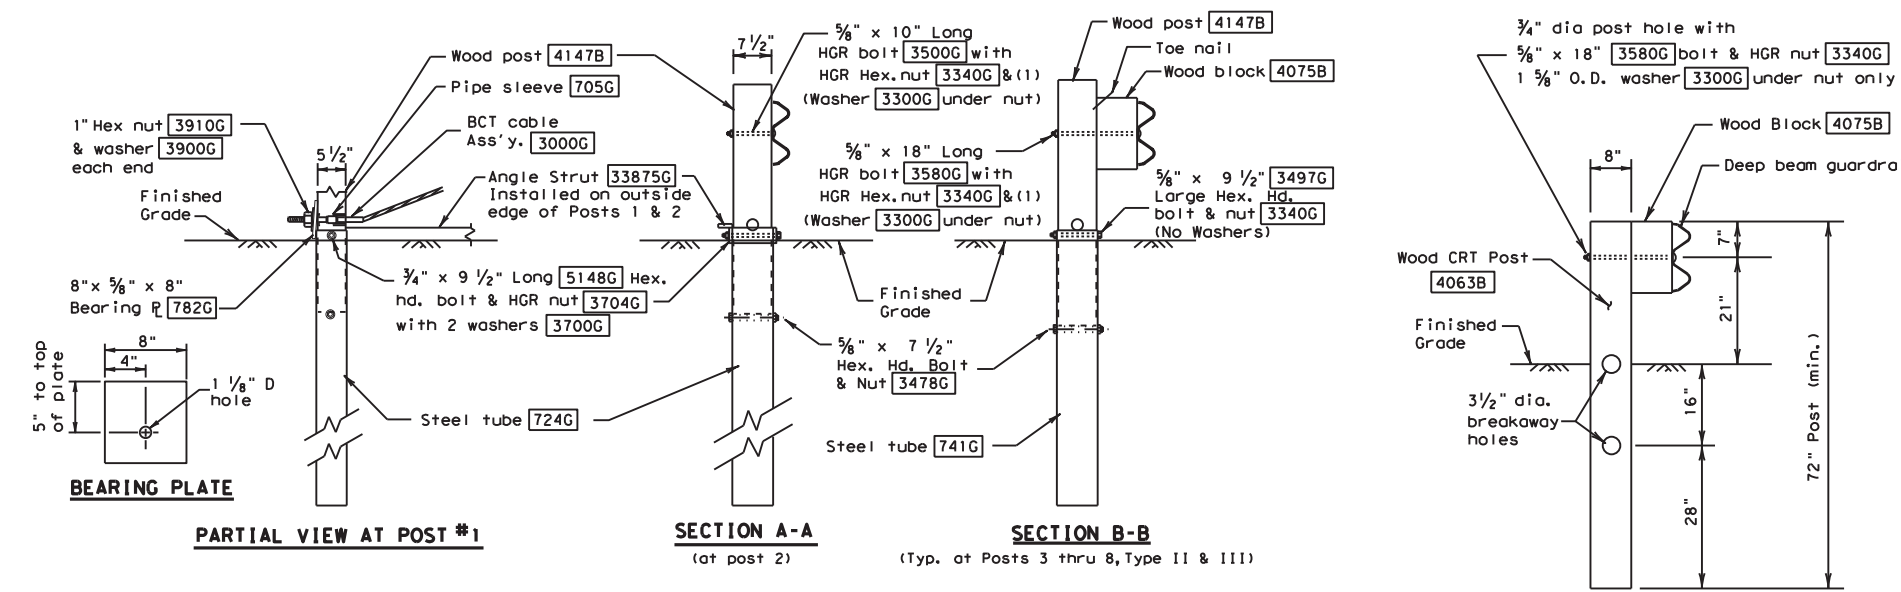 Wood post 4147B
Pipe sleeve 705G
BCT cable
Ass'y. 3000G
1" Hex nut 3910G
& washer 3900G
each end
5 1/2"
Finished
Grade
Angle Strut 33875G
Installed on outside
edge of Posts 1 & 2
3/4" x 9 1/2" Long 5148G Hex.
hd. bolt & HGR nut 3704G
with 2 washers 3700G
8"x 5/8" x 8"
Bearing PL 782G
8"
4"
5" to top
of plate
1 1/8" D
hole
Steel tube 724G
BEARING PLATE
PARTIAL VIEW AT POST #1
7 1/2"
5/8" x 10" Long
HGR bolt 3500G with
HGR Hex.nut 3340G &(1)
(Washer 3300G under nut)
5/8" x 18" Long
HGR bolt 3580G with
HGR Hex.nut 3340G &(1)
(Washer 3300G under nut)
Finished
Grade
5/8" x 7 1/2"
Hex. Hd. Bolt
& Nut 3478G
SECTION A-A
(at post 2)
Wood post 4147B
Toe nail
Wood block 4075B
5/8" x 9 1/2" 3497G
Large Hex. Hd.
bolt & nut 3340G
(No Washers)
Steel tube 741G
SECTION B-B
(Typ. at Posts 3 thru 8, Type II & III)
3/4" dia post hole with
5/8" x 18" 3580G bolt & HGR nut 3340G
1 5/8" O.D. washer 3300G under nut only
Wood Block 4075B
8"
Deep beam guardra
7"
21"
Wood CRT Post
4063B
Finished
Grade
3 1/2" dia.
breakaway
holes
16"
28"
72" Post (min.)